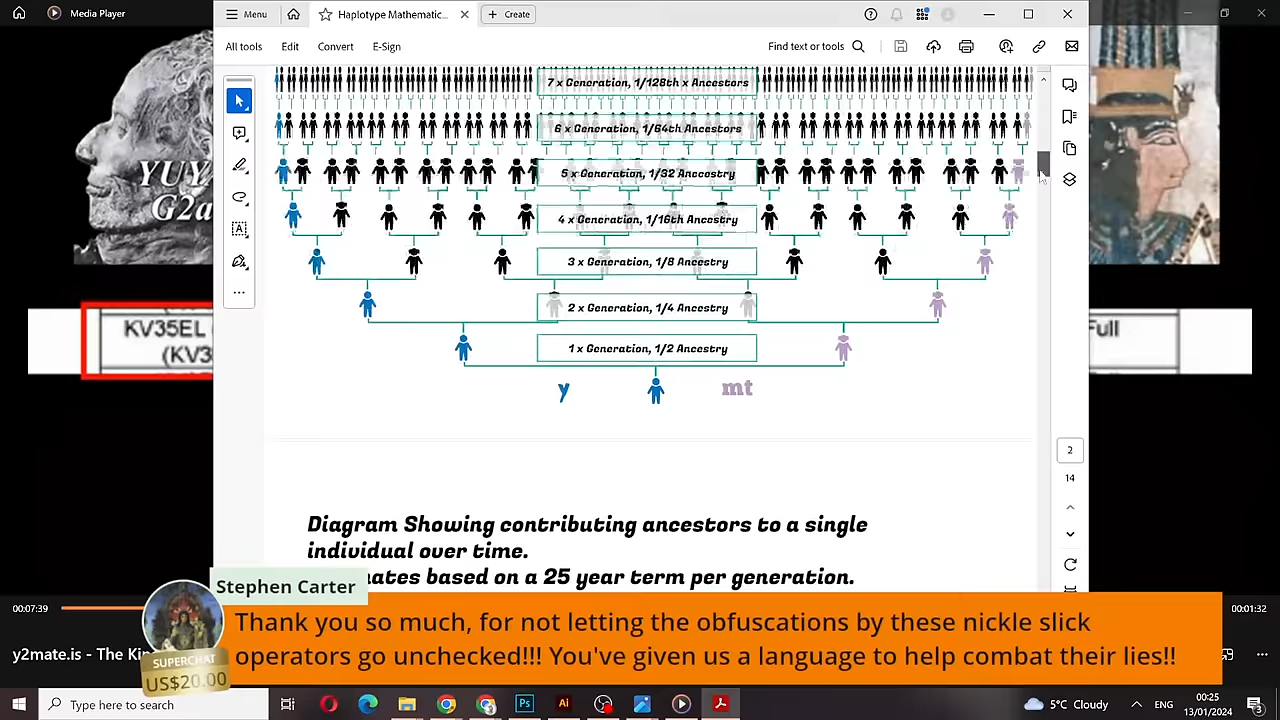 Media Player
Menu
Haplotype Mathematic...
Create
All tools
Edit
Convert
E-Sign
Find text or tools
7 x Generation, 1/128th x Ancestors
6 x Generation, 1/64th Ancestors
5 x Generation, 1/32 Anccostry
4 x Generation, 1/16th Ancestry
3 x Generation, 1/8 Ancestry
2 x Generation, 1/4 Ancestry
1 x Generation, 1/2 Ancestry
y
mt
YUY
G2a
KV35EL
(KV3
Full
2
14
Diagram Showing contributing ancestors to a single
individual over time.
mates based on a 25 year term per generation.
Stephen Carter
Thank you so much, for not letting the obfuscations by these nickle slick
operators go unchecked!!! You've given us a language to help combat their lies!!
SUPERCHAT
US$20.00
00:07:39
00:01:32
y2mate.is - The Kin
Type here to search
Ps
Ai
5°C Cloudy
ENG
00:25
13/01/2024
3